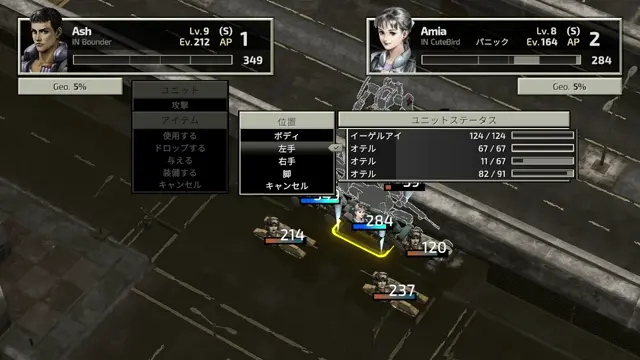 Ash
Lv. 9 (S)
IN Bounder
Ev. 212 AP 1
349
Geo. 5%
Amia
Lv. 8 (S)
IN CuteBird パニック
Ev. 164 AP 2
284
Geo. 5%
ユニット
攻撃
アイテム
使用する
ドロップする
与える
装備する
キャンセル
位置
ボディ
左手
右手
脚
キャンセル
ユニットステータス
イーゲルアイ 124 / 124
オテル 67 / 67
オテル 11 / 67
オテル 82 / 91
284
214
120
237